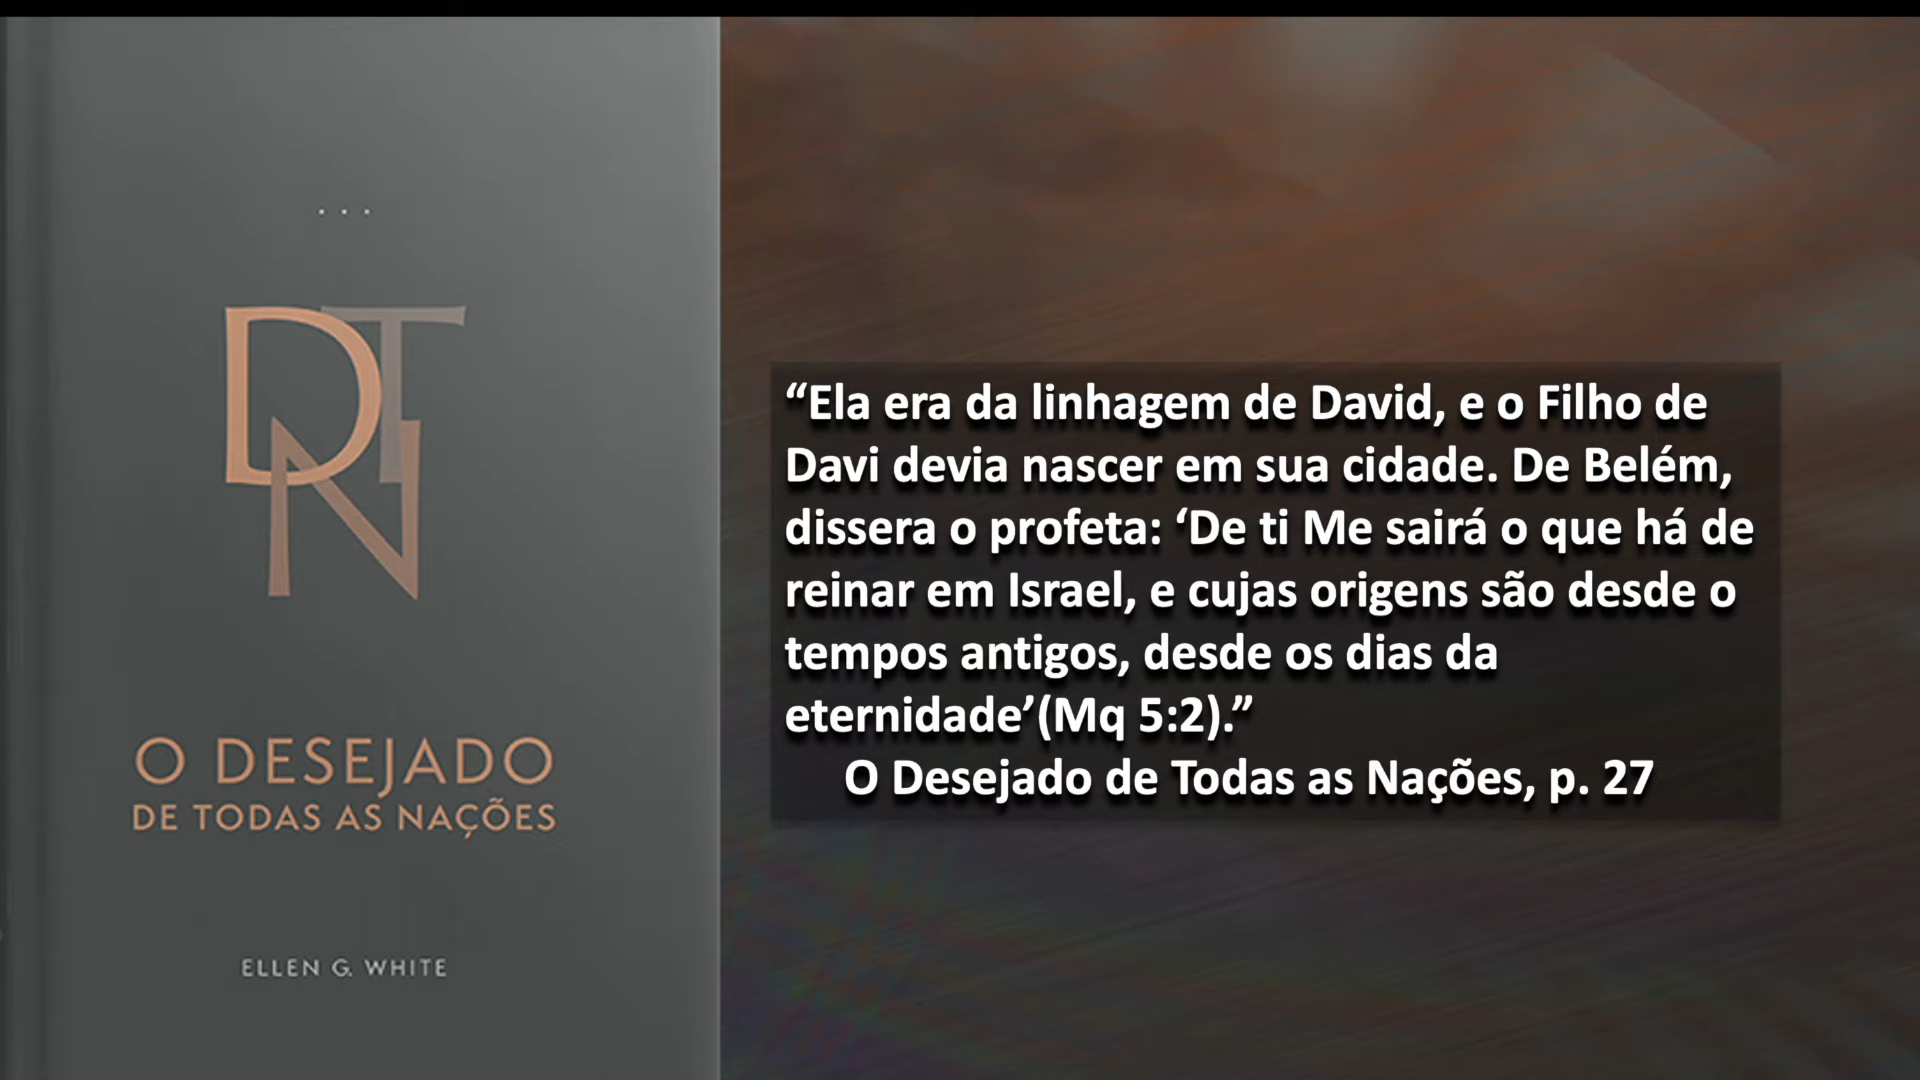 ...
DTN
O DESEJADO
DE TODAS AS NAÇÕES
ELLEN G. WHITE
“Ela era da linhagem de David, e o Filho de
Davi devia nascer em sua cidade. De Belém,
dissera o profeta: ‘De ti Me sairá o que há de
reinar em Israel, e cujas origens são desde o
tempos antigos, desde os dias da
eternidade’(Mq 5:2).”
O Desejado de Todas as Nações, p. 27